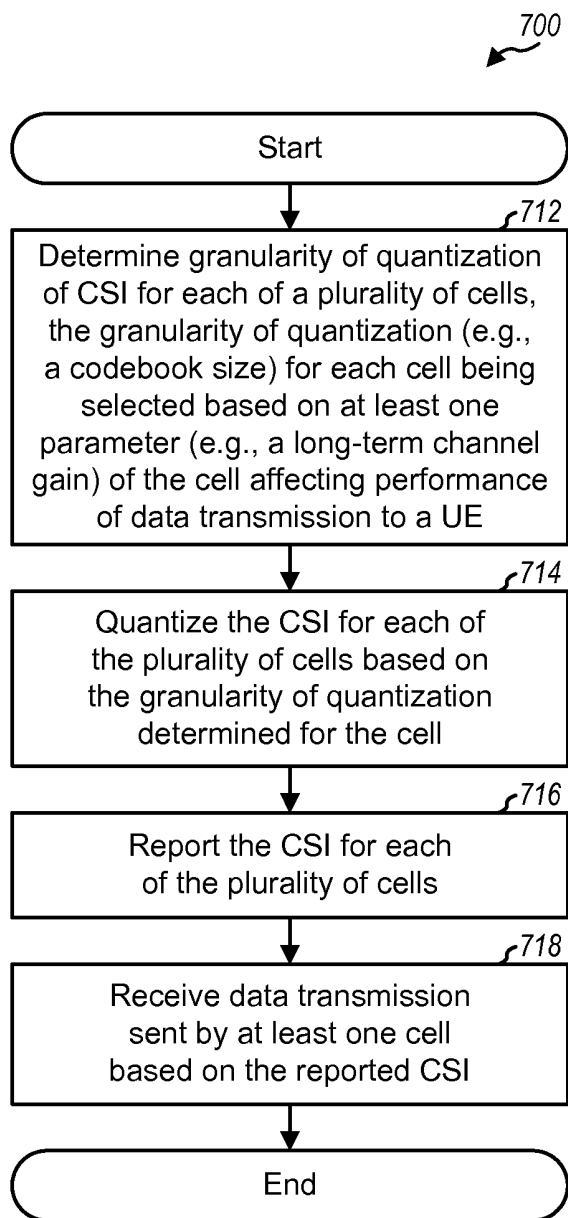 700
Start
712
Determine granularity of quantization
of CSI for each of a plurality of cells,
the granularity of quantization (e.g.,
a codebook size) for each cell being
selected based on at least one
parameter (e.g., a long-term channel
gain) of the cell affecting performance
of data transmission to a UE
714
Quantize the CSI for each of
the plurality of cells based on
the granularity of quantization
determined for the cell
716
Report the CSI for each
of the plurality of cells
718
Receive data transmission
sent by at least one cell
based on the reported CSI
End